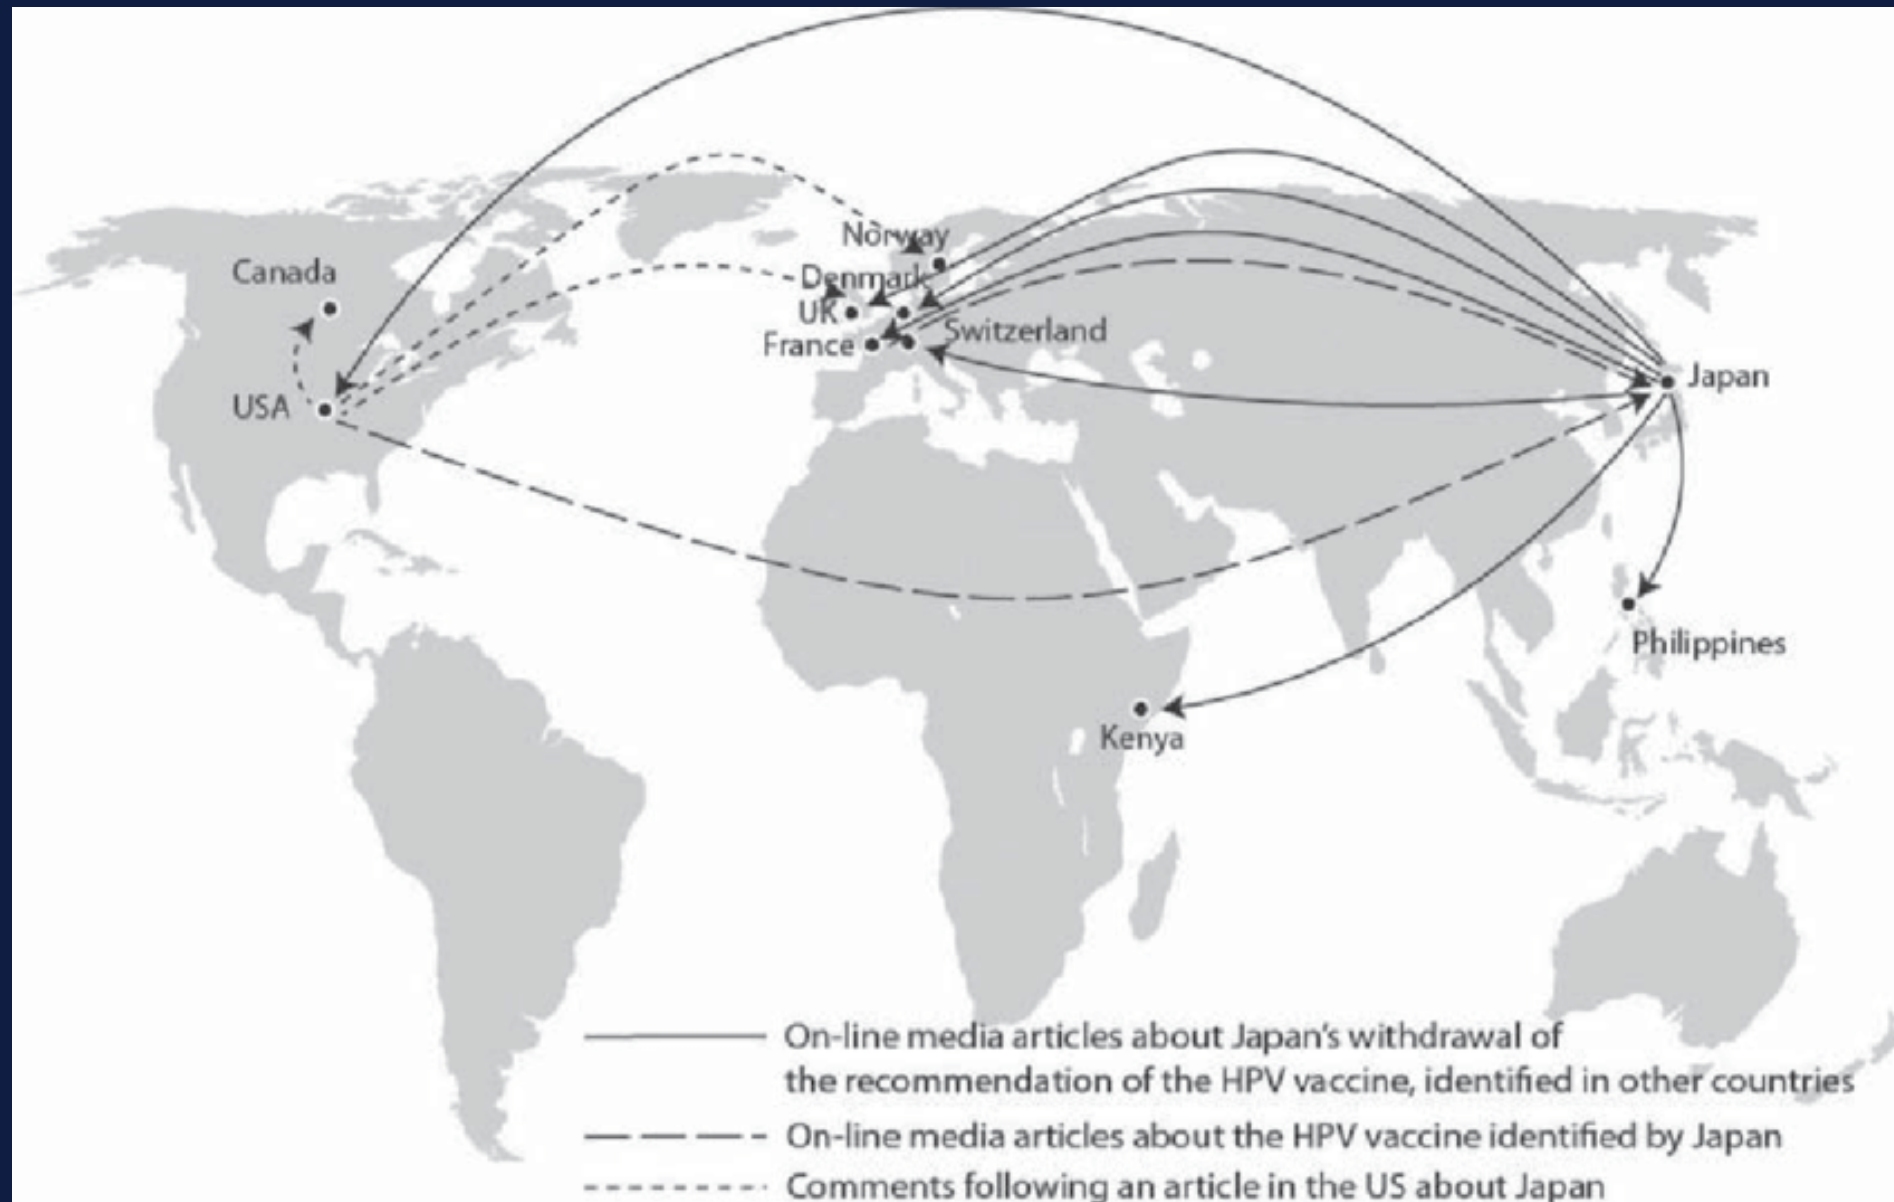 Norway
Canada
Denmark
UK
Switzerland
France
Japan
USA
Philippines
Kenya
On-line media articles about Japan's withdrawal of
the recommendation of the HPV vaccine, identified in other countries
On-line media articles about the HPV vaccine identified by Japan
Comments following an article in the US about Japan